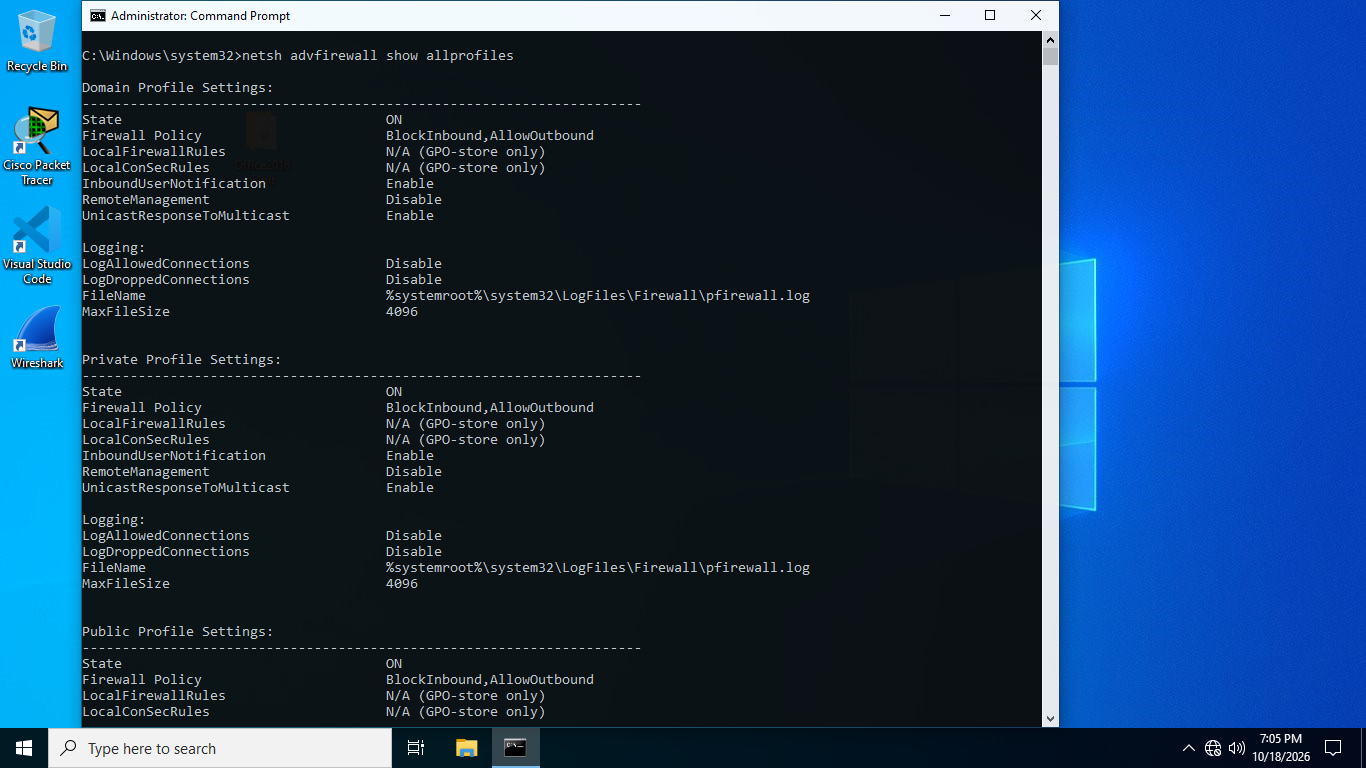 Administrator: Command Prompt
C:\Windows\system32>netsh advfirewall show allprofiles
Domain Profile Settings:
----------------------------------------------------------------------
State ON
Firewall Policy BlockInbound,AllowOutbound
LocalFirewallRules N/A (GPO-store only)
LocalConSecRules N/A (GPO-store only)
InboundUserNotification Enable
RemoteManagement Disable
UnicastResponseToMulticast Enable
Logging:
LogAllowedConnections Disable
LogDroppedConnections Disable
FileName %systemroot%\system32\LogFiles\Firewall\pfirewall.log
MaxFileSize 4096
Private Profile Settings:
----------------------------------------------------------------------
State ON
Firewall Policy BlockInbound,AllowOutbound
LocalFirewallRules N/A (GPO-store only)
LocalConSecRules N/A (GPO-store only)
InboundUserNotification Enable
RemoteManagement Disable
UnicastResponseToMulticast Enable
Logging:
LogAllowedConnections Disable
LogDroppedConnections Disable
FileName %systemroot%\system32\LogFiles\Firewall\pfirewall.log
MaxFileSize 4096
Public Profile Settings:
----------------------------------------------------------------------
State ON
Firewall Policy BlockInbound,AllowOutbound
LocalFirewallRules N/A (GPO-store only)
LocalConSecRules N/A (GPO-store only)
Recycle Bin
Cisco Packet
Tracer
Visual Studio
Code
Wireshark
Type here to search
7:05 PM
10/18/2026